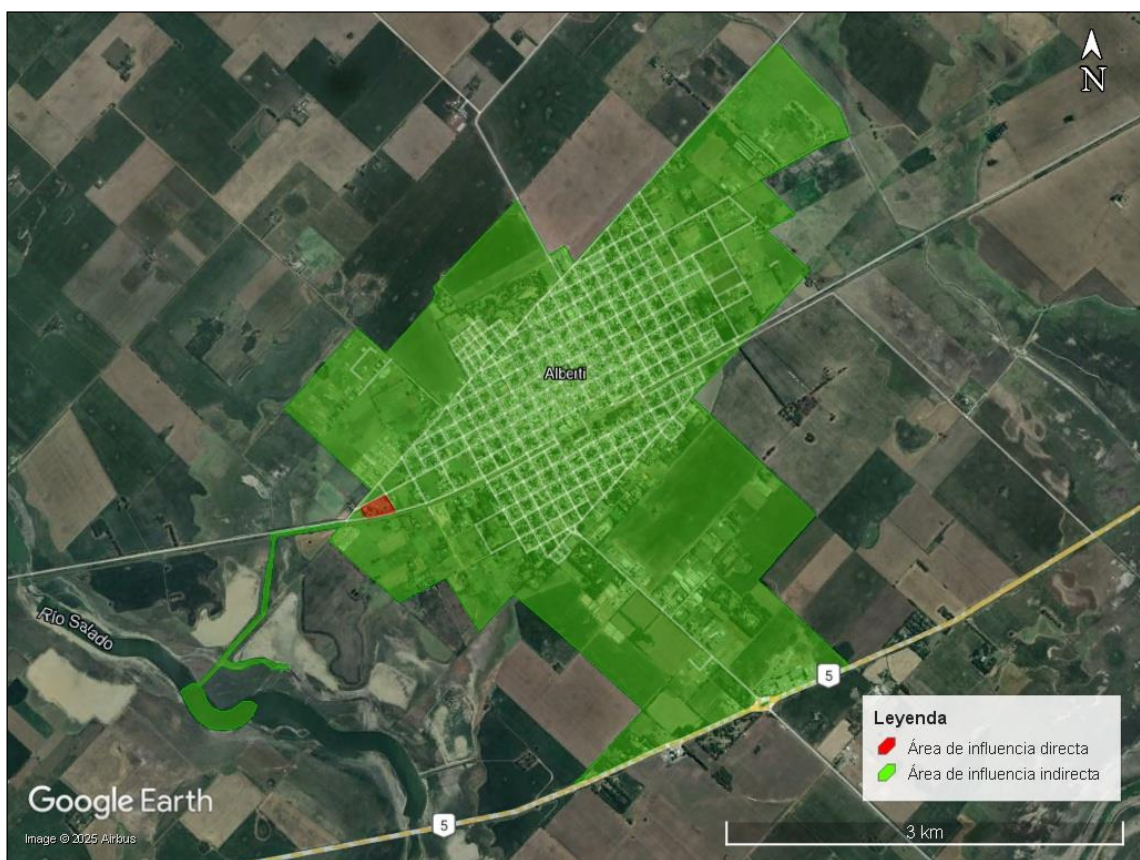 N
Alberti
Río Salado
5
Leyenda
Área de influencia directa
Área de influencia indirecta
Google Earth
Image © 2025 Airbus
5
3 km